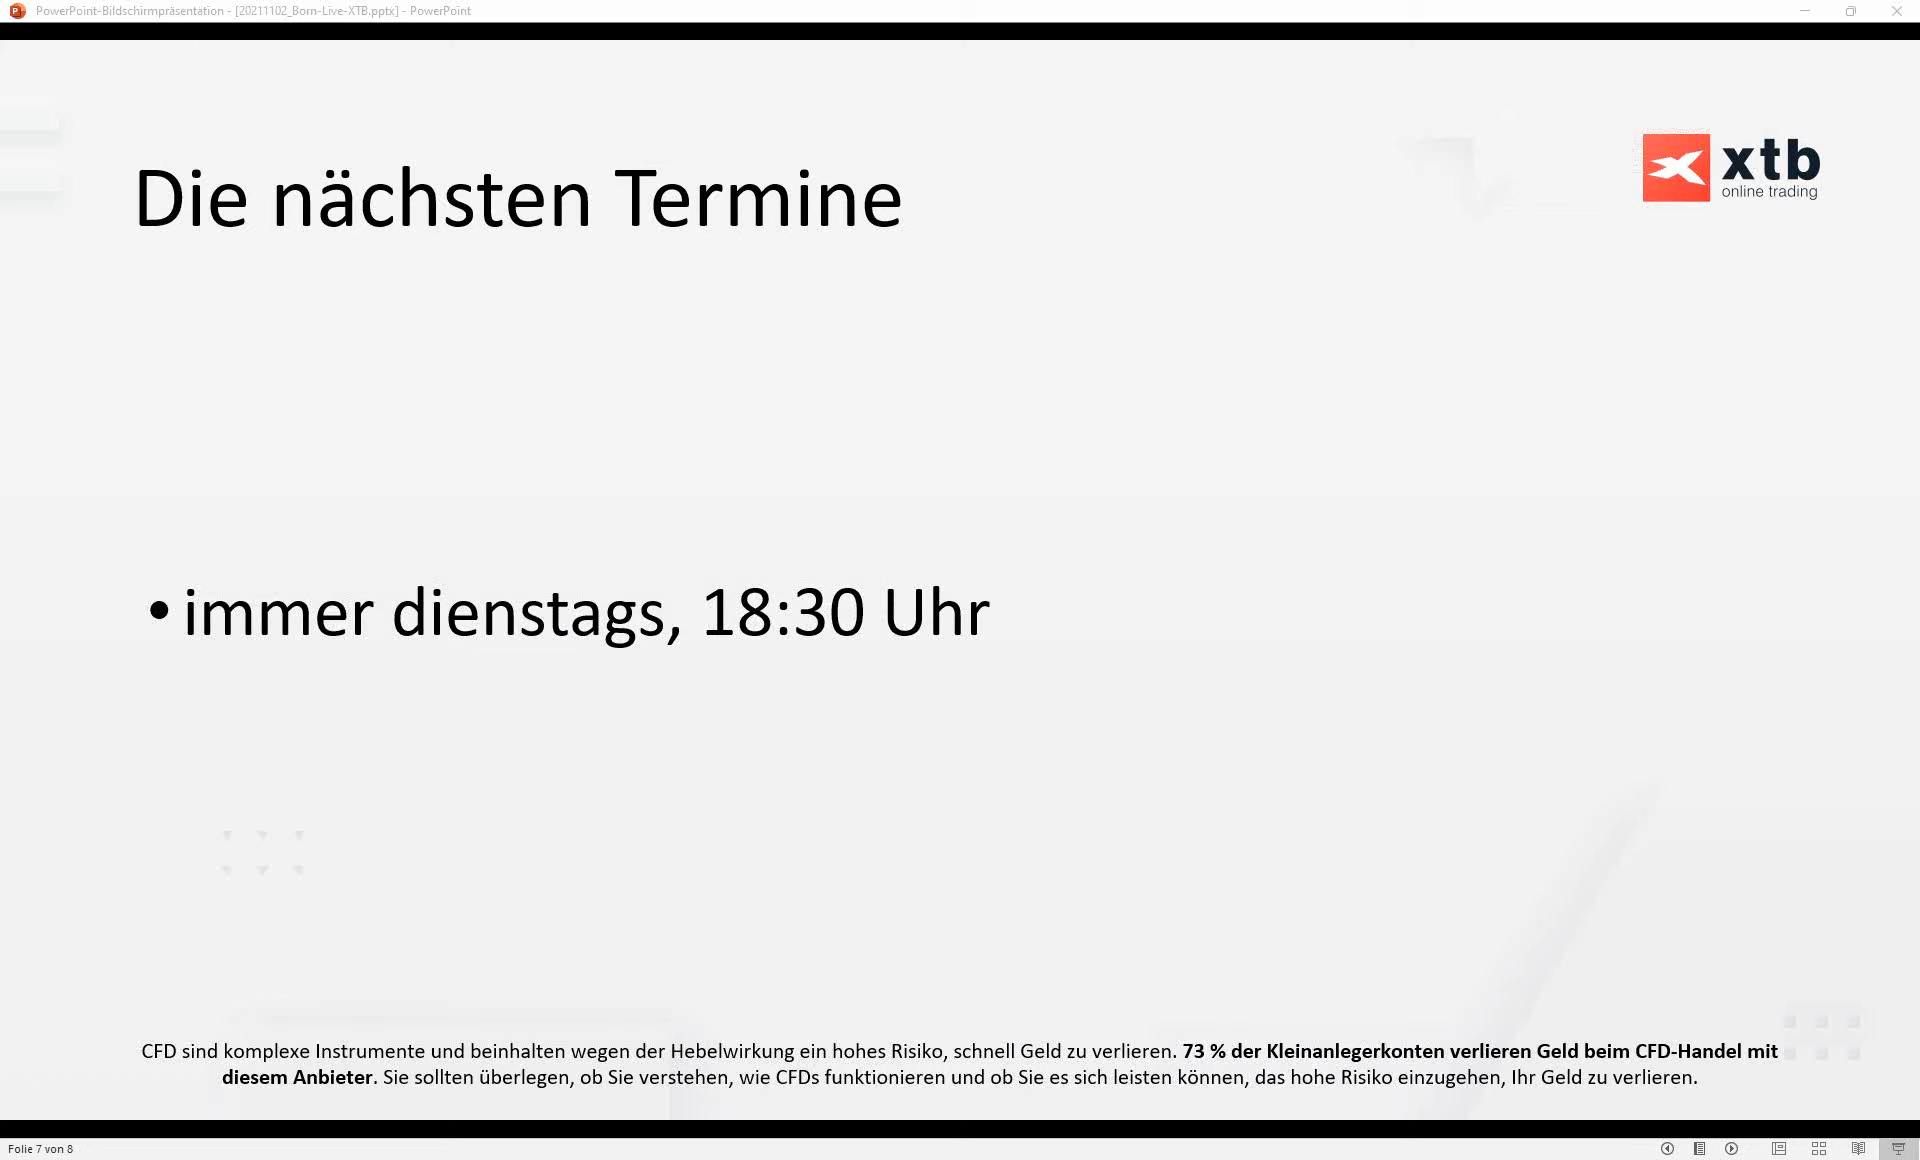 PowerPoint-Bildschirmpräsentation - [20211102_Born-Live-XTB.pptx] - PowerPoint
Die nächsten Termine
xtb
online trading
• immer dienstags, 18:30 Uhr
CFD sind komplexe Instrumente und beinhalten wegen der Hebelwirkung ein hohes Risiko, schnell Geld zu verlieren. 73 % der Kleinanlegerkonten verlieren Geld beim CFD-Handel mit
diesem Anbieter. Sie sollten überlegen, ob Sie verstehen, wie CFDs funktionieren und ob Sie es sich leisten können, das hohe Risiko einzugehen, Ihr Geld zu verlieren.
Folie 7 von 8